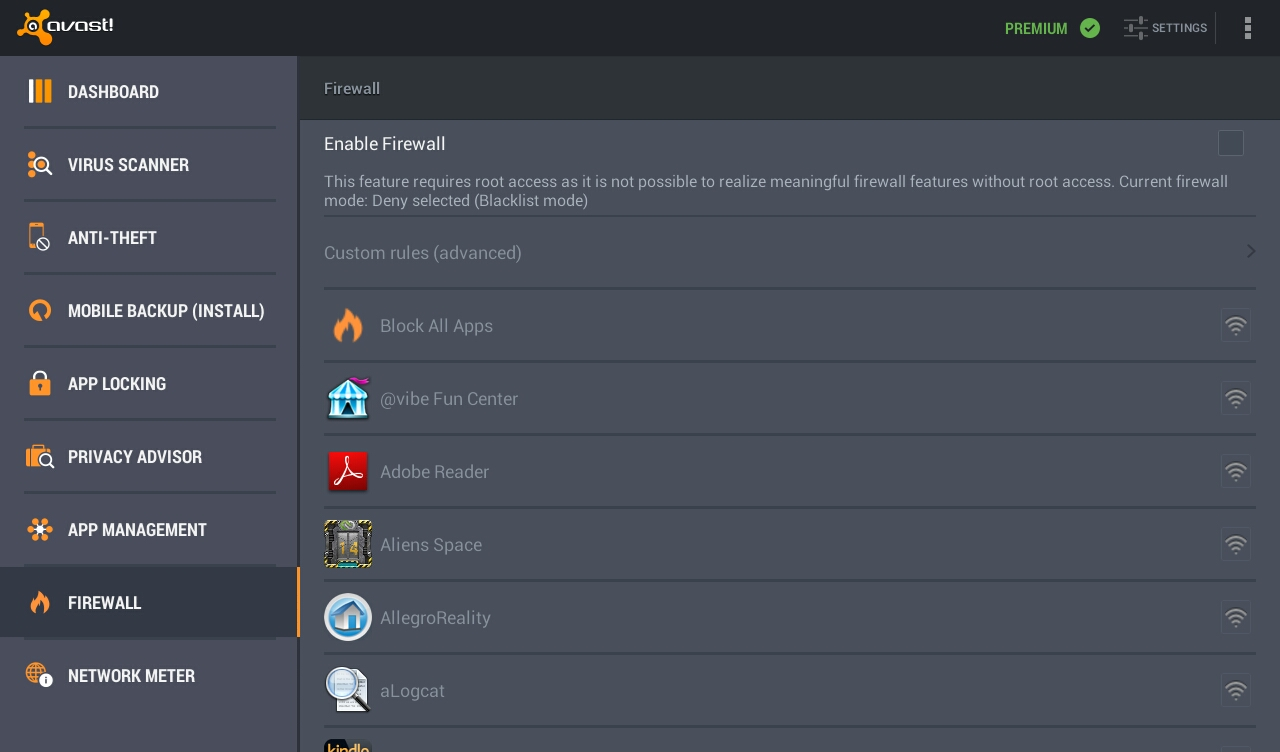 avast!
PREMIUM
SETTINGS
DASHBOARD
VIRUS SCANNER
ANTI-THEFT
MOBILE BACKUP (INSTALL)
APP LOCKING
PRIVACY ADVISOR
APP MANAGEMENT
FIREWALL
NETWORK METER
Firewall
Enable Firewall
This feature requires root access as it is not possible to realize meaningful firewall features without root access. Current firewall
mode: Deny selected (Blacklist mode)
Custom rules (advanced)
Block All Apps
@vibe Fun Center
Adobe Reader
14
Aliens Space
AllegroReality
aLogcat
kindle